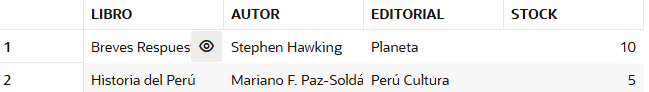 LIBRO AUTOR EDITORIAL STOCK
1 Breves Respues Stephen Hawking Planeta 10
2 Historia del Perú Mariano F. Paz-Soldá Perú Cultura 5